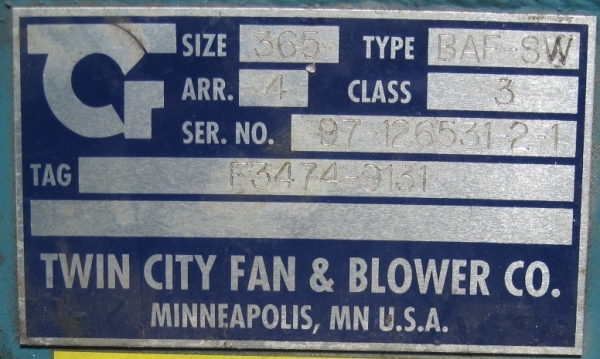 SIZE 365 TYPE BAF-SW
ARR. 4 CLASS 3
SER. NO. 97-126531-2-1
TAG F3474-9131
TWIN CITY FAN & BLOWER CO.
MINNEAPOLIS, MN U.S.A.